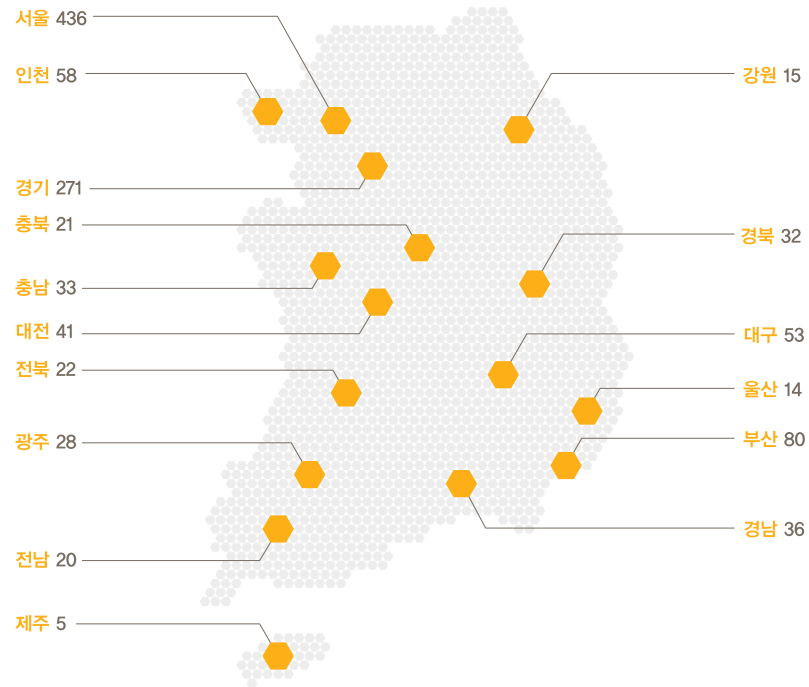 서울 436
인천 58
경기 271
충북 21
충남 33
대전 41
전북 22
광주 28
전남 20
제주 5
강원 15
경북 32
대구 53
울산 14
부산 80
경남 36